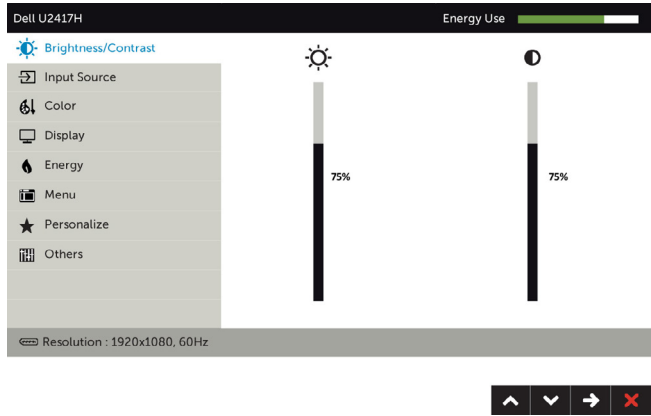 Dell U2417H
Energy Use
Brightness/Contrast
Input Source
Color
Display
Energy
Menu
Personalize
Others
75%
75%
Resolution : 1920x1080, 60Hz